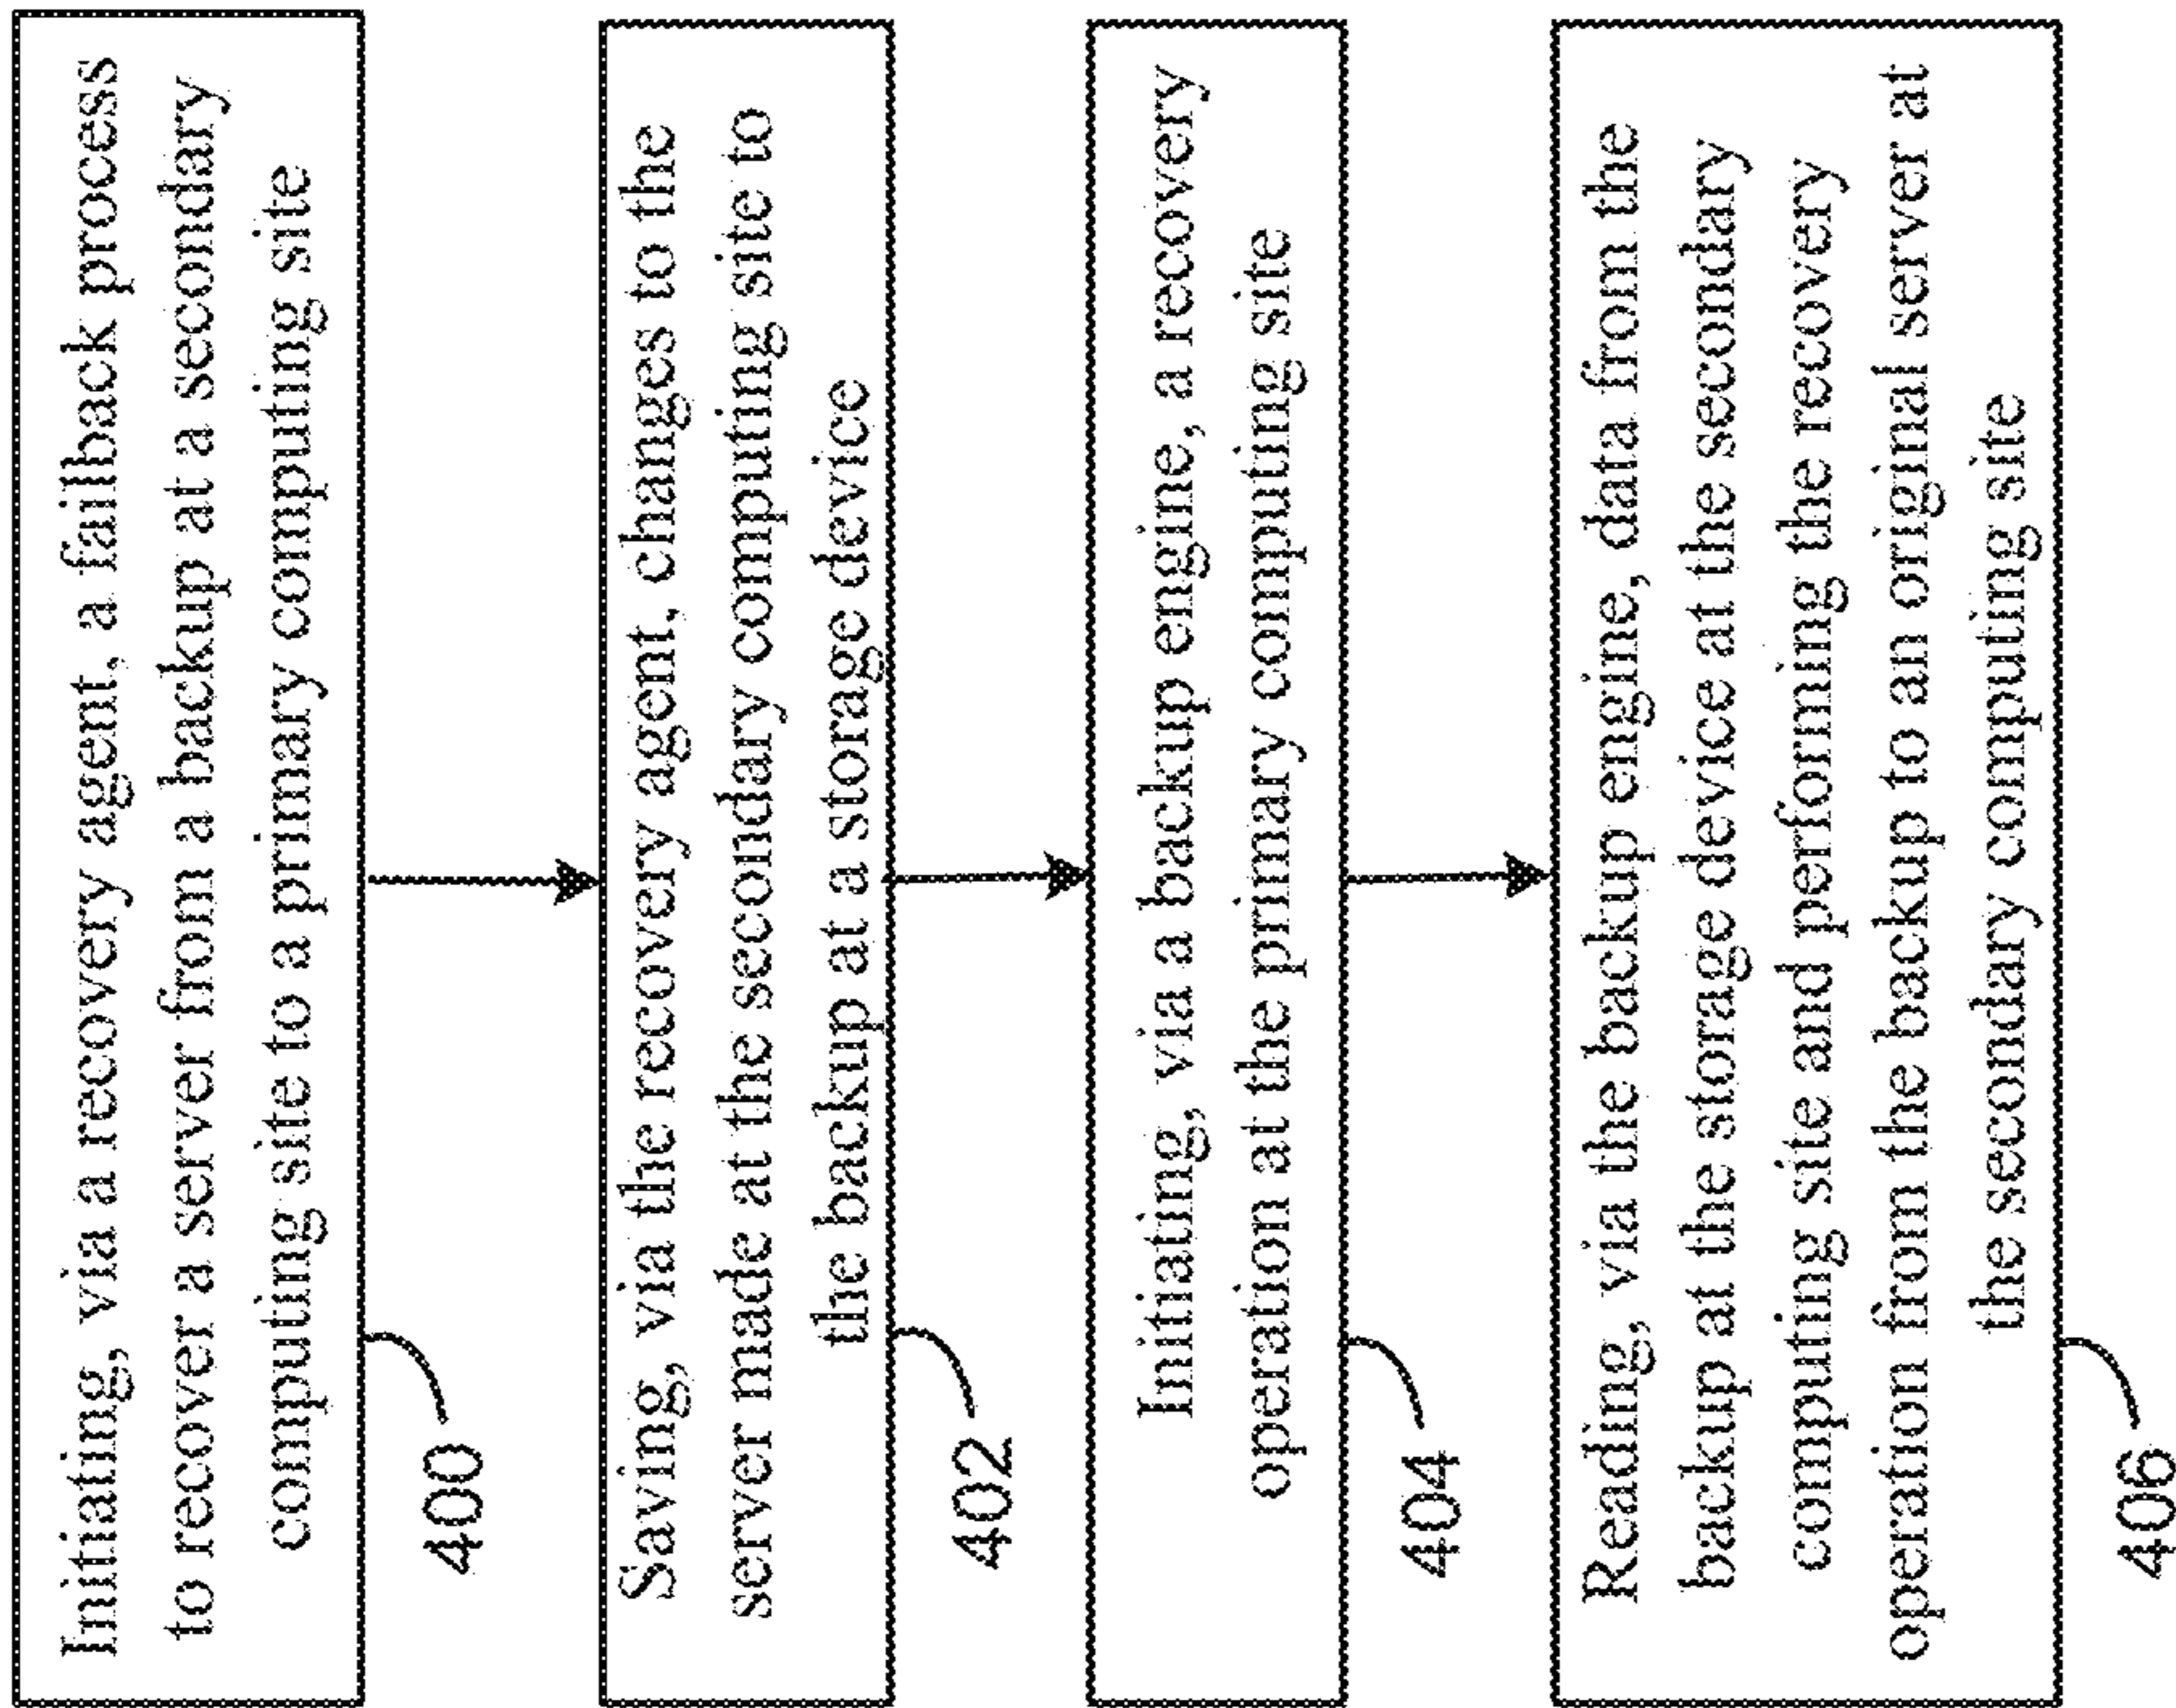 Initiating, via a recovery agent, a failback process
to recover a server from a backup at a secondary
computing site to a primary computing site
400
Saving, via the recovery agent, changes to the
server made at the secondary computing site to
the backup at a storage device
402
Initiating, via a backup engine, a recovery
operation at the primary computing site
404
Reading, via the backup engine, data from the
backup at the storage device at the secondary
computing site and performing the recovery
operation from the backup to an original server at
the secondary computing site
406